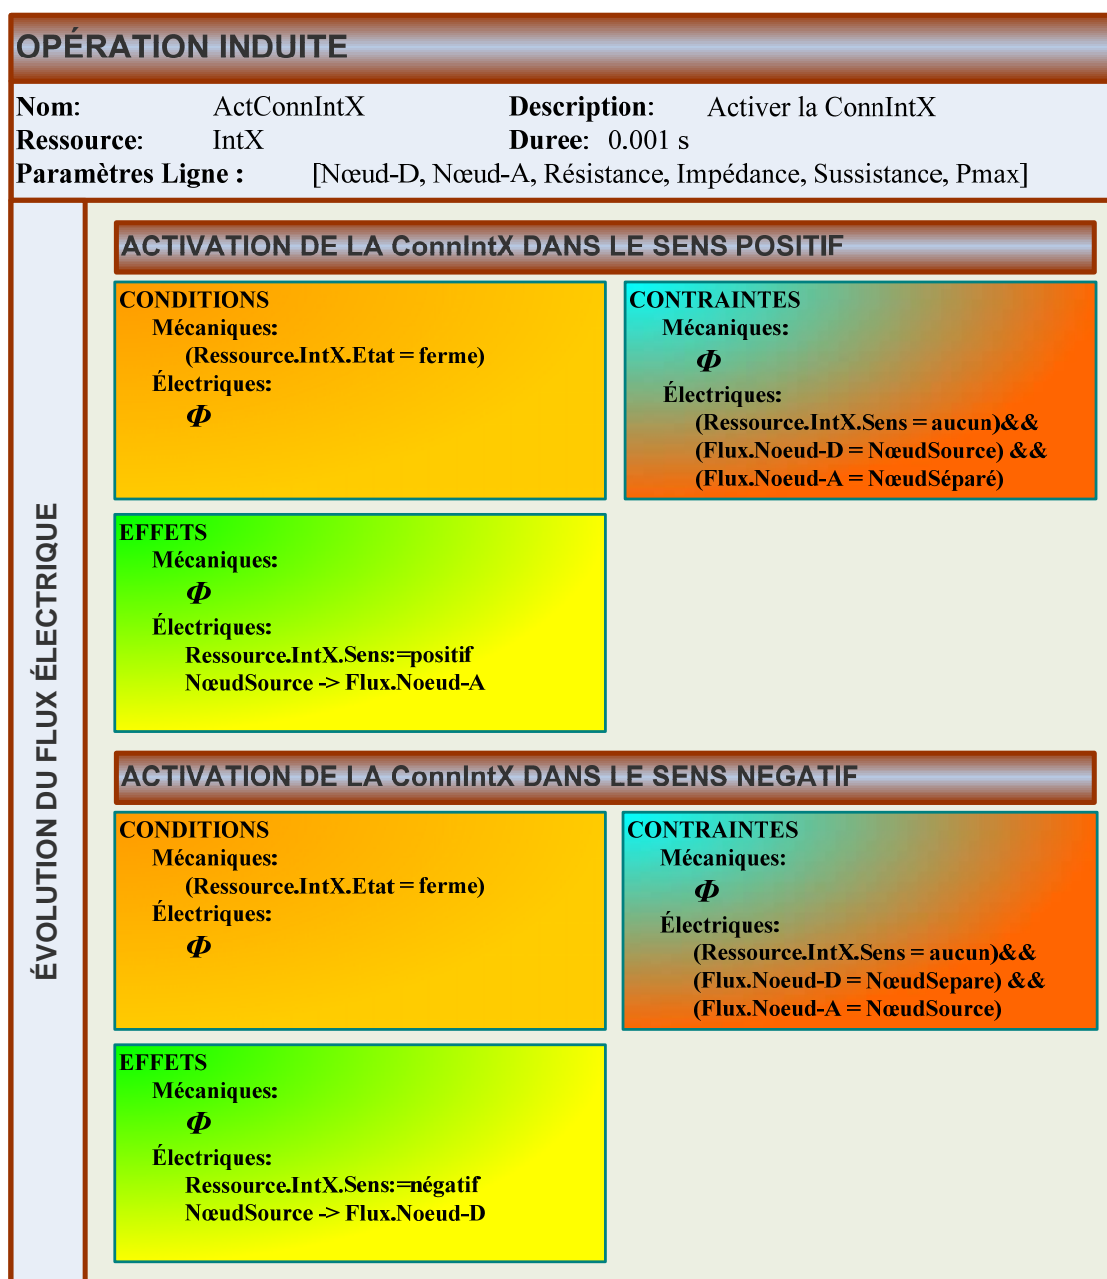 OPÉRATION INDUITE
Nom: ActConnIntX Description: Activer la ConnIntX
Ressource: IntX Duree: 0.001 s
Paramètres Ligne : [Nœud-D, Nœud-A, Résistance, Impédance, Sussistance, Pmax]
ÉVOLUTION DU FLUX ÉLECTRIQUE
ACTIVATION DE LA ConnIntX DANS LE SENS POSITIF
CONDITIONS
Mécaniques:
(Ressource.IntX.Etat = ferme)
Électriques:
Φ
CONTRAINTES
Mécaniques:
Φ
Électriques:
(Ressource.IntX.Sens = aucun)&&
(Flux.Noeud-D = NœudSource) &&
(Flux.Noeud-A = NœudSéparé)
EFFETS
Mécaniques:
Φ
Électriques:
Ressource.IntX.Sens:=positif
NœudSource -> Flux.Noeud-A
ACTIVATION DE LA ConnIntX DANS LE SENS NEGATIF
CONDITIONS
Mécaniques:
(Ressource.IntX.Etat = ferme)
Électriques:
Φ
CONTRAINTES
Mécaniques:
Φ
Électriques:
(Ressource.IntX.Sens = aucun)&&
(Flux.Noeud-D = NœudSepare) &&
(Flux.Noeud-A = NœudSource)
EFFETS
Mécaniques:
Φ
Électriques:
Ressource.IntX.Sens:=négatif
NœudSource -> Flux.Noeud-D